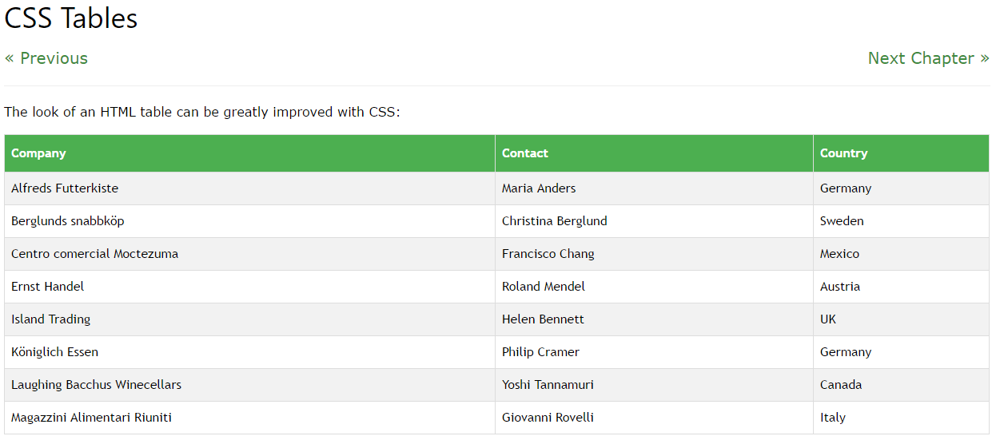 CSS Tables
« Previous Next Chapter »
The look of an HTML table can be greatly improved with CSS:
Company Contact Country
Alfreds Futterkiste Maria Anders Germany
Berglunds snabbköp Christina Berglund Sweden
Centro comercial Moctezuma Francisco Chang Mexico
Ernst Handel Roland Mendel Austria
Island Trading Helen Bennett UK
Königlich Essen Philip Cramer Germany
Laughing Bacchus Winecellars Yoshi Tannamuri Canada
Magazzini Alimentari Riuniti Giovanni Rovelli Italy